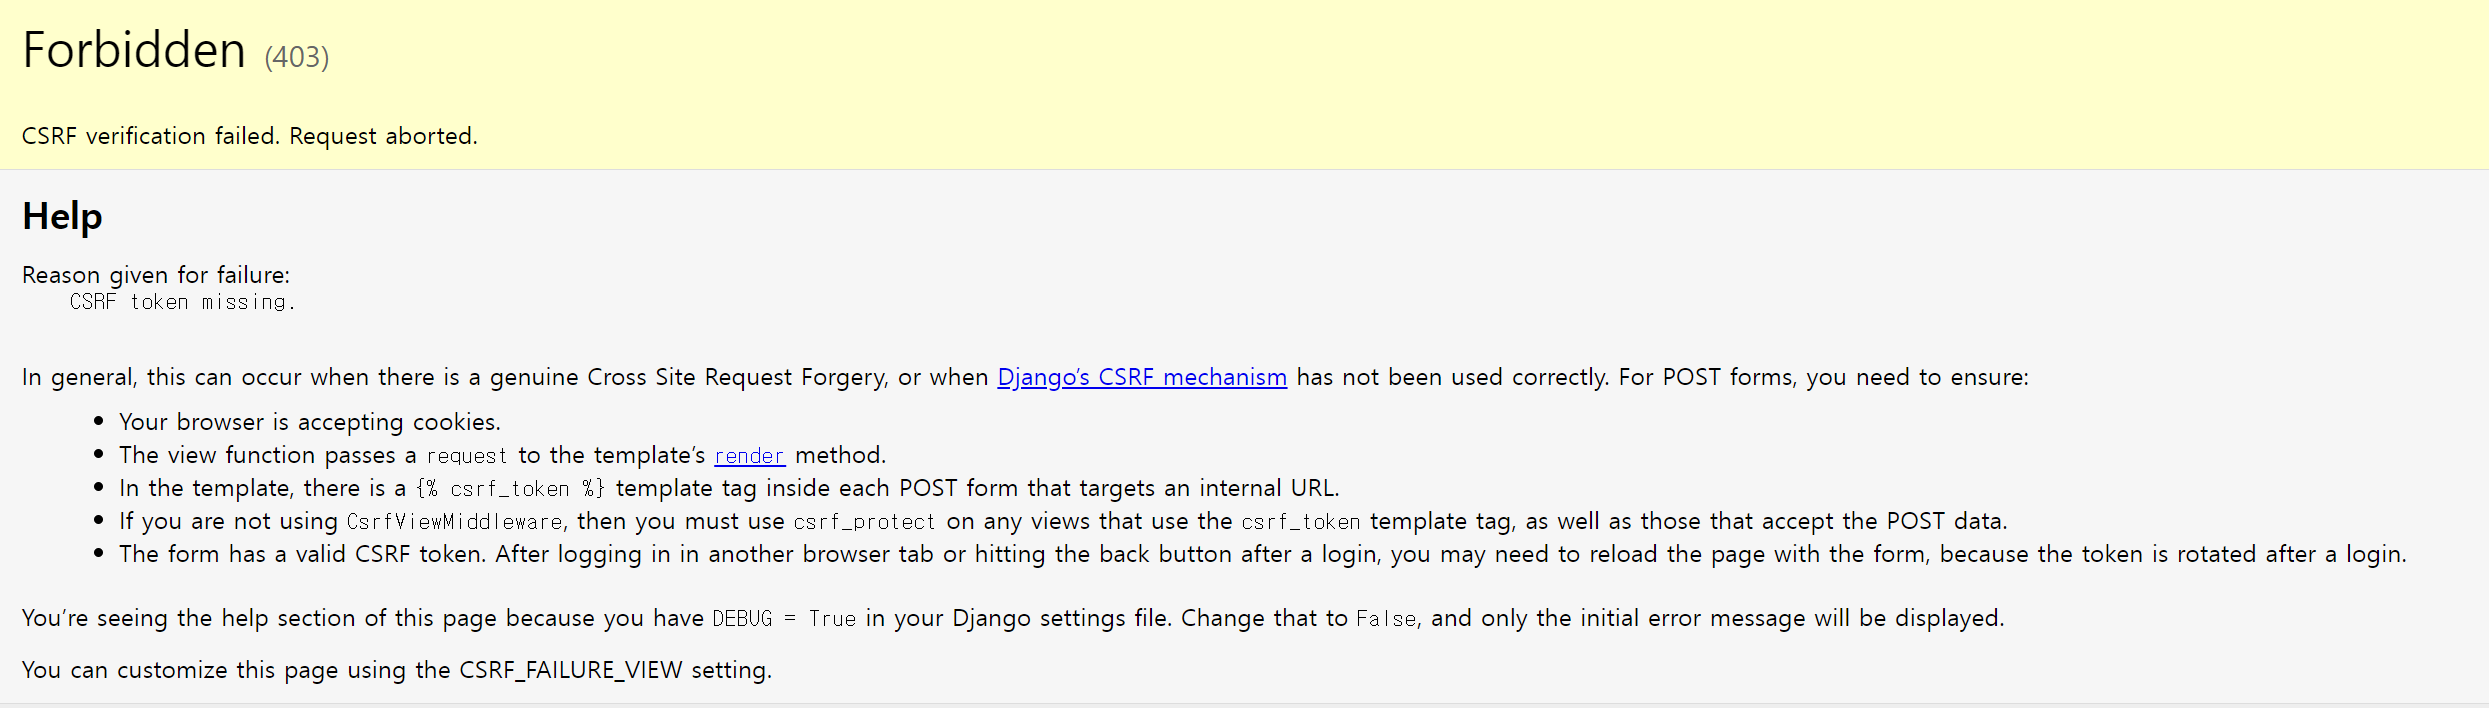 Forbidden (403)
CSRF verification failed. Request aborted.
Help
Reason given for failure:
CSRF token missing.
In general, this can occur when there is a genuine Cross Site Request Forgery, or when Django’s CSRF mechanism has not been used correctly. For POST forms, you need to ensure:
• Your browser is accepting cookies.
• The view function passes a request to the template’s render method.
• In the template, there is a {% csrf_token %} template tag inside each POST form that targets an internal URL.
• If you are not using CsrfViewMiddleware, then you must use csrf_protect on any views that use the csrf_token template tag, as well as those that accept the POST data.
• The form has a valid CSRF token. After logging in in another browser tab or hitting the back button after a login, you may need to reload the page with the form, because the token is rotated after a login.
You’re seeing the help section of this page because you have DEBUG = True in your Django settings file. Change that to False, and only the initial error message will be displayed.
You can customize this page using the CSRF_FAILURE_VIEW setting.